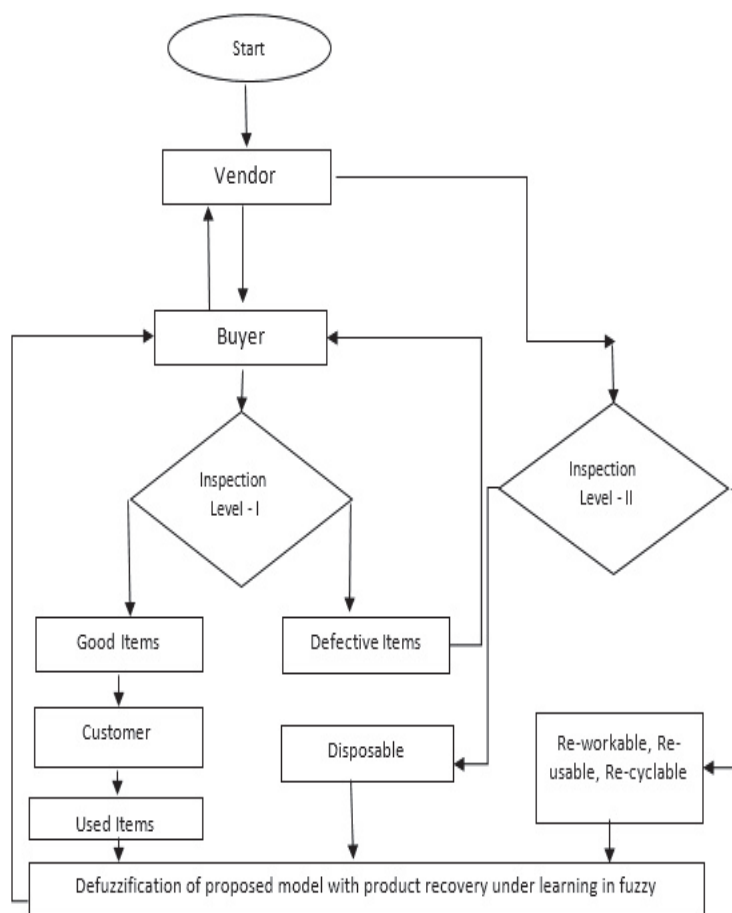 Start
Vendor
Buyer
Inspection
Level - I
Inspection
Level - II
Good Items
Defective Items
Customer
Disposable
Re-workable, Re-
usable, Re-cyclable
Used Items
Defuzzification of proposed model with product recovery under learning in fuzzy